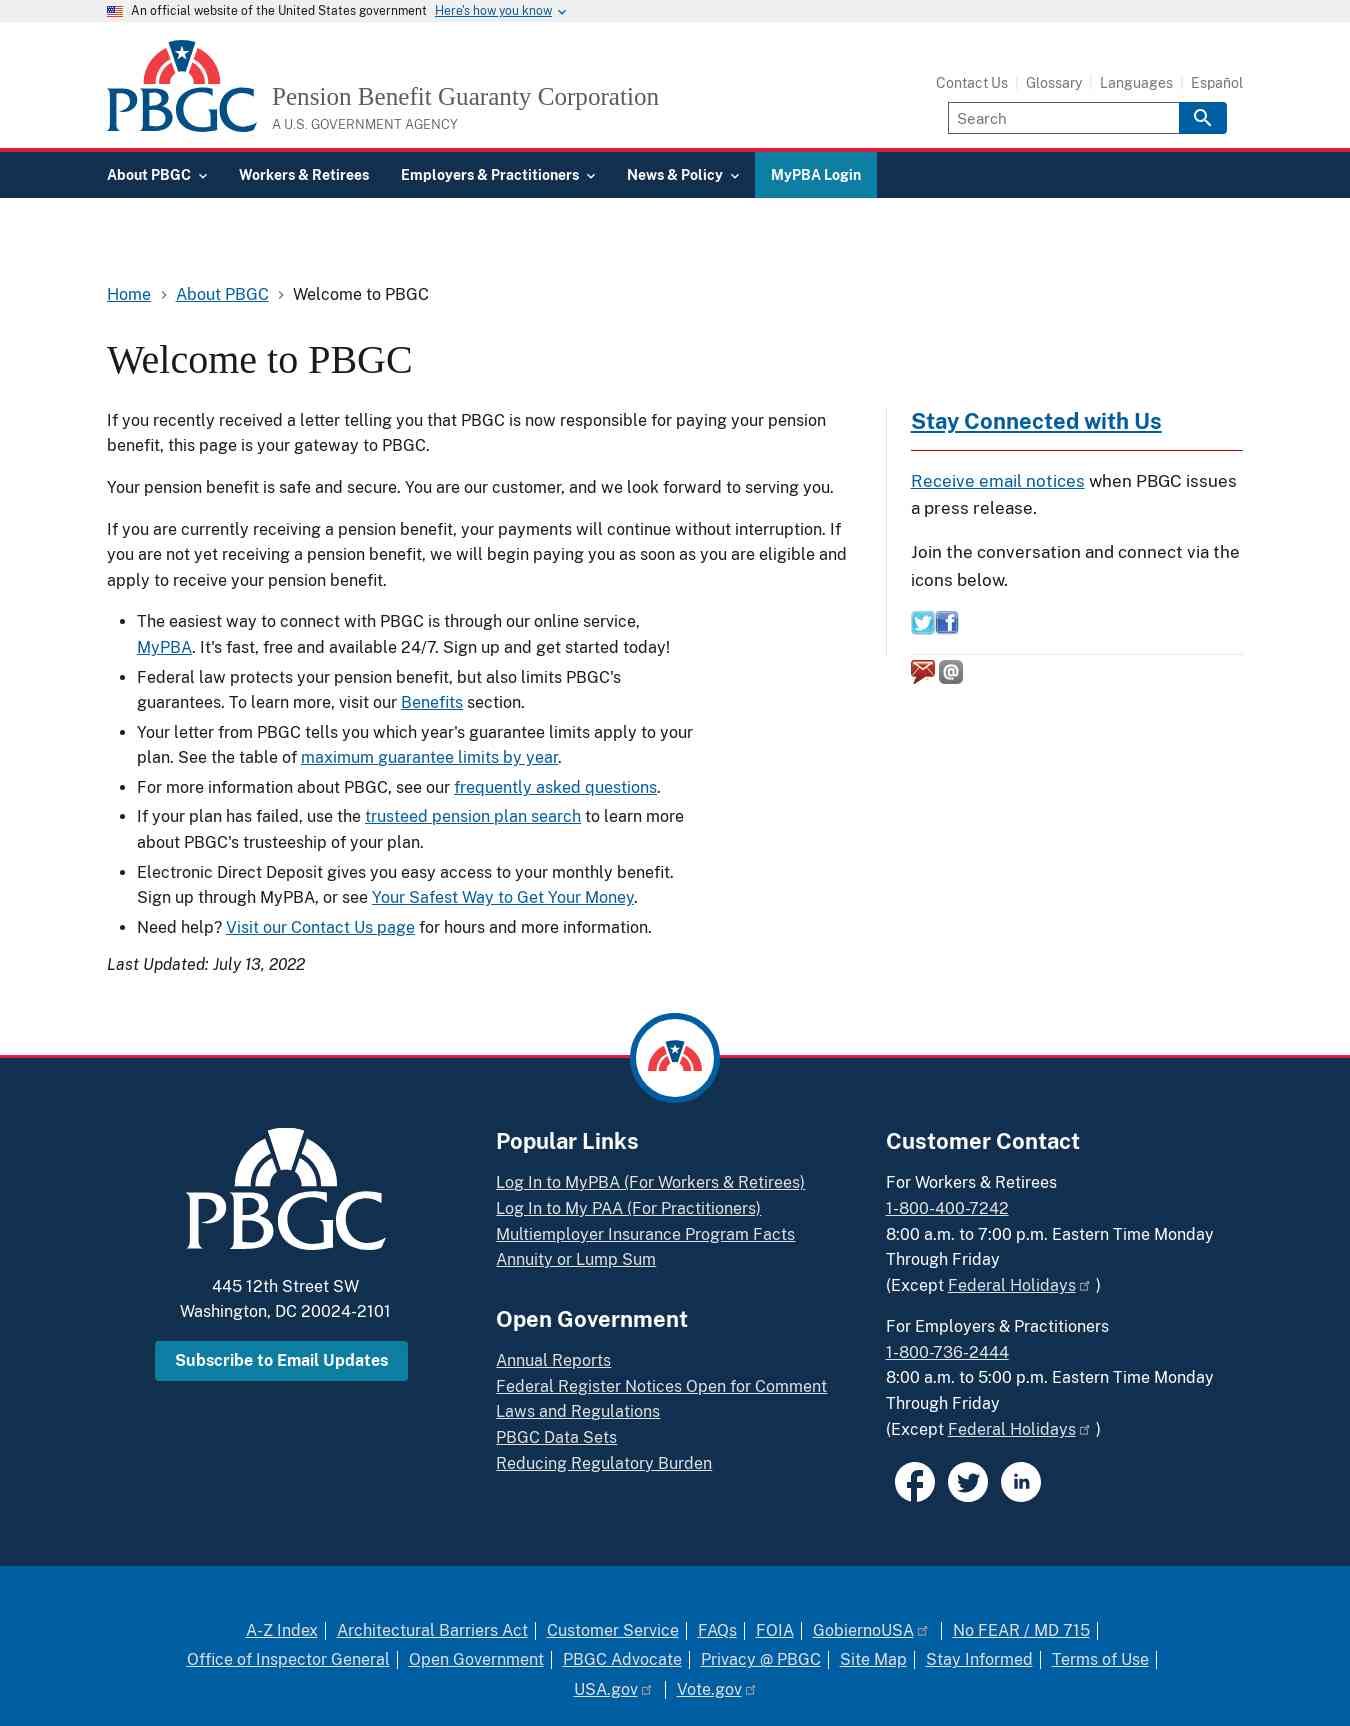 An official website of the United States government Here's how you know
PBGC
Pension Benefit Guaranty Corporation
A U.S. GOVERNMENT AGENCY
Contact Us Glossary Languages Español
Search
About PBGC Workers & Retirees Employers & Practitioners News & Policy MyPBA Login
Home About PBGC Welcome to PBGC
Welcome to PBGC
If you recently received a letter telling you that PBGC is now responsible for paying your pension
benefit, this page is your gateway to PBGC.
Your pension benefit is safe and secure. You are our customer, and we look forward to serving you.
If you are currently receiving a pension benefit, your payments will continue without interruption. If
you are not yet receiving a pension benefit, we will begin paying you as soon as you are eligible and
apply to receive your pension benefit.
• The easiest way to connect with PBGC is through our online service,
MyPBA. It's fast, free and available 24/7. Sign up and get started today!
• Federal law protects your pension benefit, but also limits PBGC's
guarantees. To learn more, visit our Benefits section.
• Your letter from PBGC tells you which year's guarantee limits apply to your
plan. See the table of maximum guarantee limits by year.
• For more information about PBGC, see our frequently asked questions.
• If your plan has failed, use the trusteed pension plan search to learn more
about PBGC's trusteeship of your plan.
• Electronic Direct Deposit gives you easy access to your monthly benefit.
Sign up through MyPBA, or see Your Safest Way to Get Your Money.
• Need help? Visit our Contact Us page for hours and more information.
Last Updated: July 13, 2022
Stay Connected with Us
Receive email notices when PBGC issues
a press release.
Join the conversation and connect via the
icons below.
PBGC
445 12th Street SW
Washington, DC 20024-2101
Subscribe to Email Updates
Popular Links
Log In to MyPBA (For Workers & Retirees)
Log In to My PAA (For Practitioners)
Multiemployer Insurance Program Facts
Annuity or Lump Sum
Open Government
Annual Reports
Federal Register Notices Open for Comment
Laws and Regulations
PBGC Data Sets
Reducing Regulatory Burden
Customer Contact
For Workers & Retirees
1-800-400-7242
8:00 a.m. to 7:00 p.m. Eastern Time Monday
Through Friday
(Except Federal Holidays )
For Employers & Practitioners
1-800-736-2444
8:00 a.m. to 5:00 p.m. Eastern Time Monday
Through Friday
(Except Federal Holidays )
A-Z Index Architectural Barriers Act Customer Service FAQs FOIA GobiernoUSA No FEAR / MD 715
Office of Inspector General Open Government PBGC Advocate Privacy @ PBGC Site Map Stay Informed Terms of Use
USA.gov Vote.gov